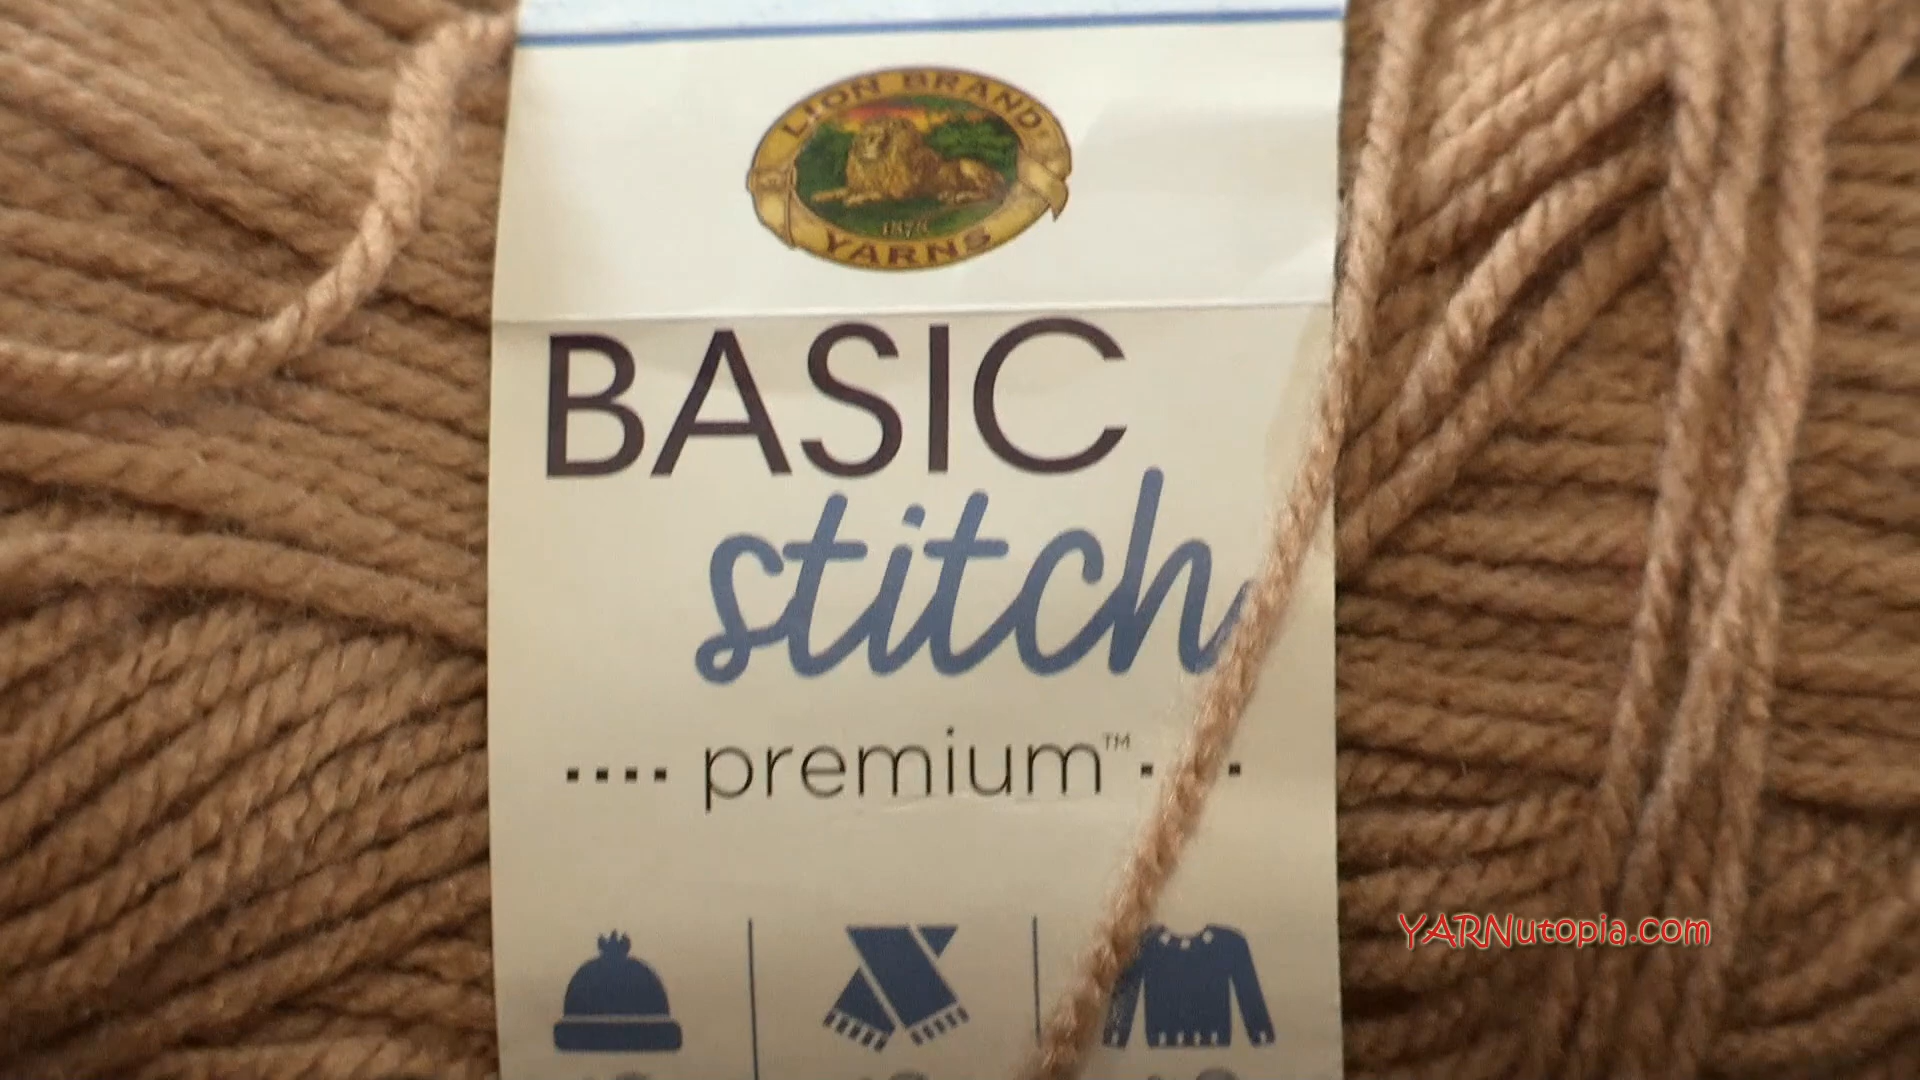 LION BRAND®
1878
YARNS
BASIC
stitch
premium™
YARNutopia.com